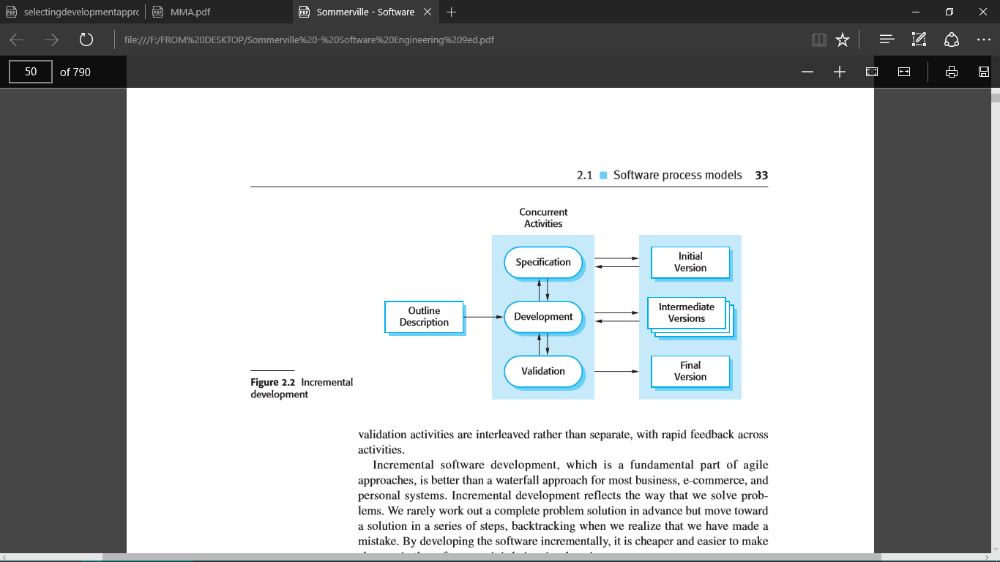 selectingdevelopmentappro
MMA.pdf
Sommerville - Software
file:///F:/FROM%20DESKTOP/Sommerville%20-%20Software%20Engineering%209ed.pdf
50 of 790
2.1 Software process models 33
Concurrent
Activities
Specification
Initial
Version
Outline
Description
Development
Intermediate
Versions
Validation
Final
Version
Figure 2.2 Incremental
development
validation activities are interleaved rather than separate, with rapid feedback across
activities.
Incremental software development, which is a fundamental part of agile
approaches, is better than a waterfall approach for most business, e-commerce, and
personal systems. Incremental development reflects the way that we solve prob-
lems. We rarely work out a complete problem solution in advance but move toward
a solution in a series of steps, backtracking when we realize that we have made a
mistake. By developing the software incrementally, it is cheaper and easier to make